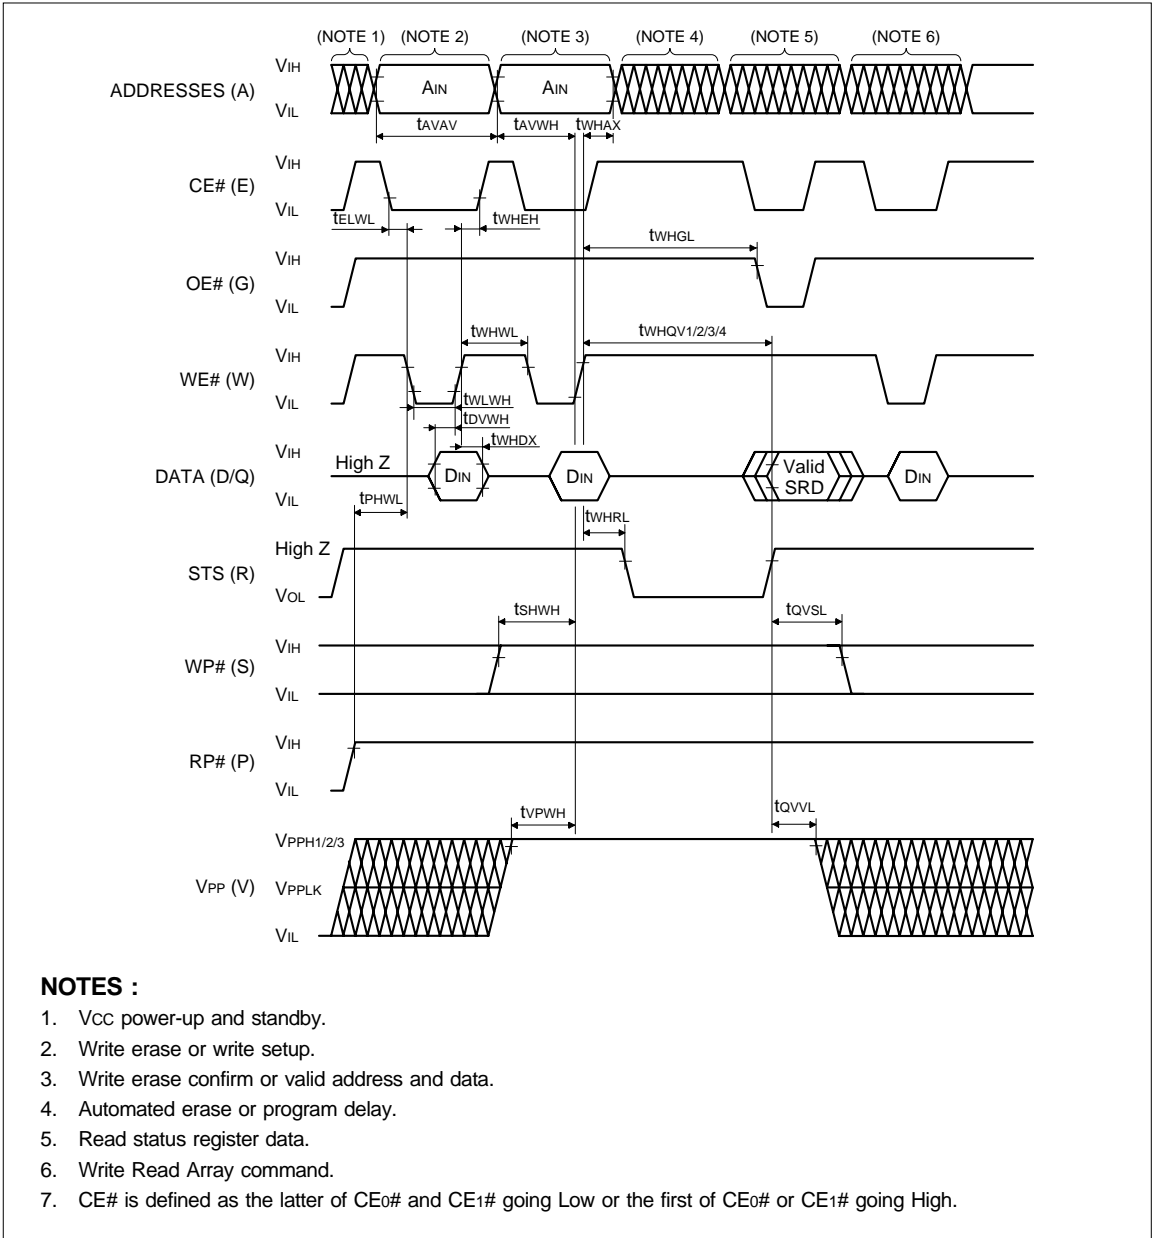 (NOTE 1) (NOTE 2) (NOTE 3) (NOTE 4) (NOTE 5) (NOTE 6)
VIH
ADDRESSES (A) AIN AIN
VIL
tAVAV tAVWH tWHAX
VIH
CE# (E)
VIL
tELWL tWHEH
tWHGL
VIH
OE# (G)
VIL
tWHWL tWHQV1/2/3/4
VIH
WE# (W)
VIL
tWLWH
tDVWH
tWHDX
VIH
High Z
DATA (D/Q) DIN DIN Valid SRD DIN
VIL
tPHWL
tWHRL
High Z
STS (R)
VOL
tSHWH tQVSL
VIH
WP# (S)
VIL
VIH
RP# (P)
VIL
tVPWH tQVVL
VPPH1/2/3
VPP (V) VPPLK
VIL
NOTES :
1. VCC power-up and standby.
2. Write erase or write setup.
3. Write erase confirm or valid address and data.
4. Automated erase or program delay.
5. Read status register data.
6. Write Read Array command.
7. CE# is defined as the latter of CE0# and CE1# going Low or the first of CE0# or CE1# going High.